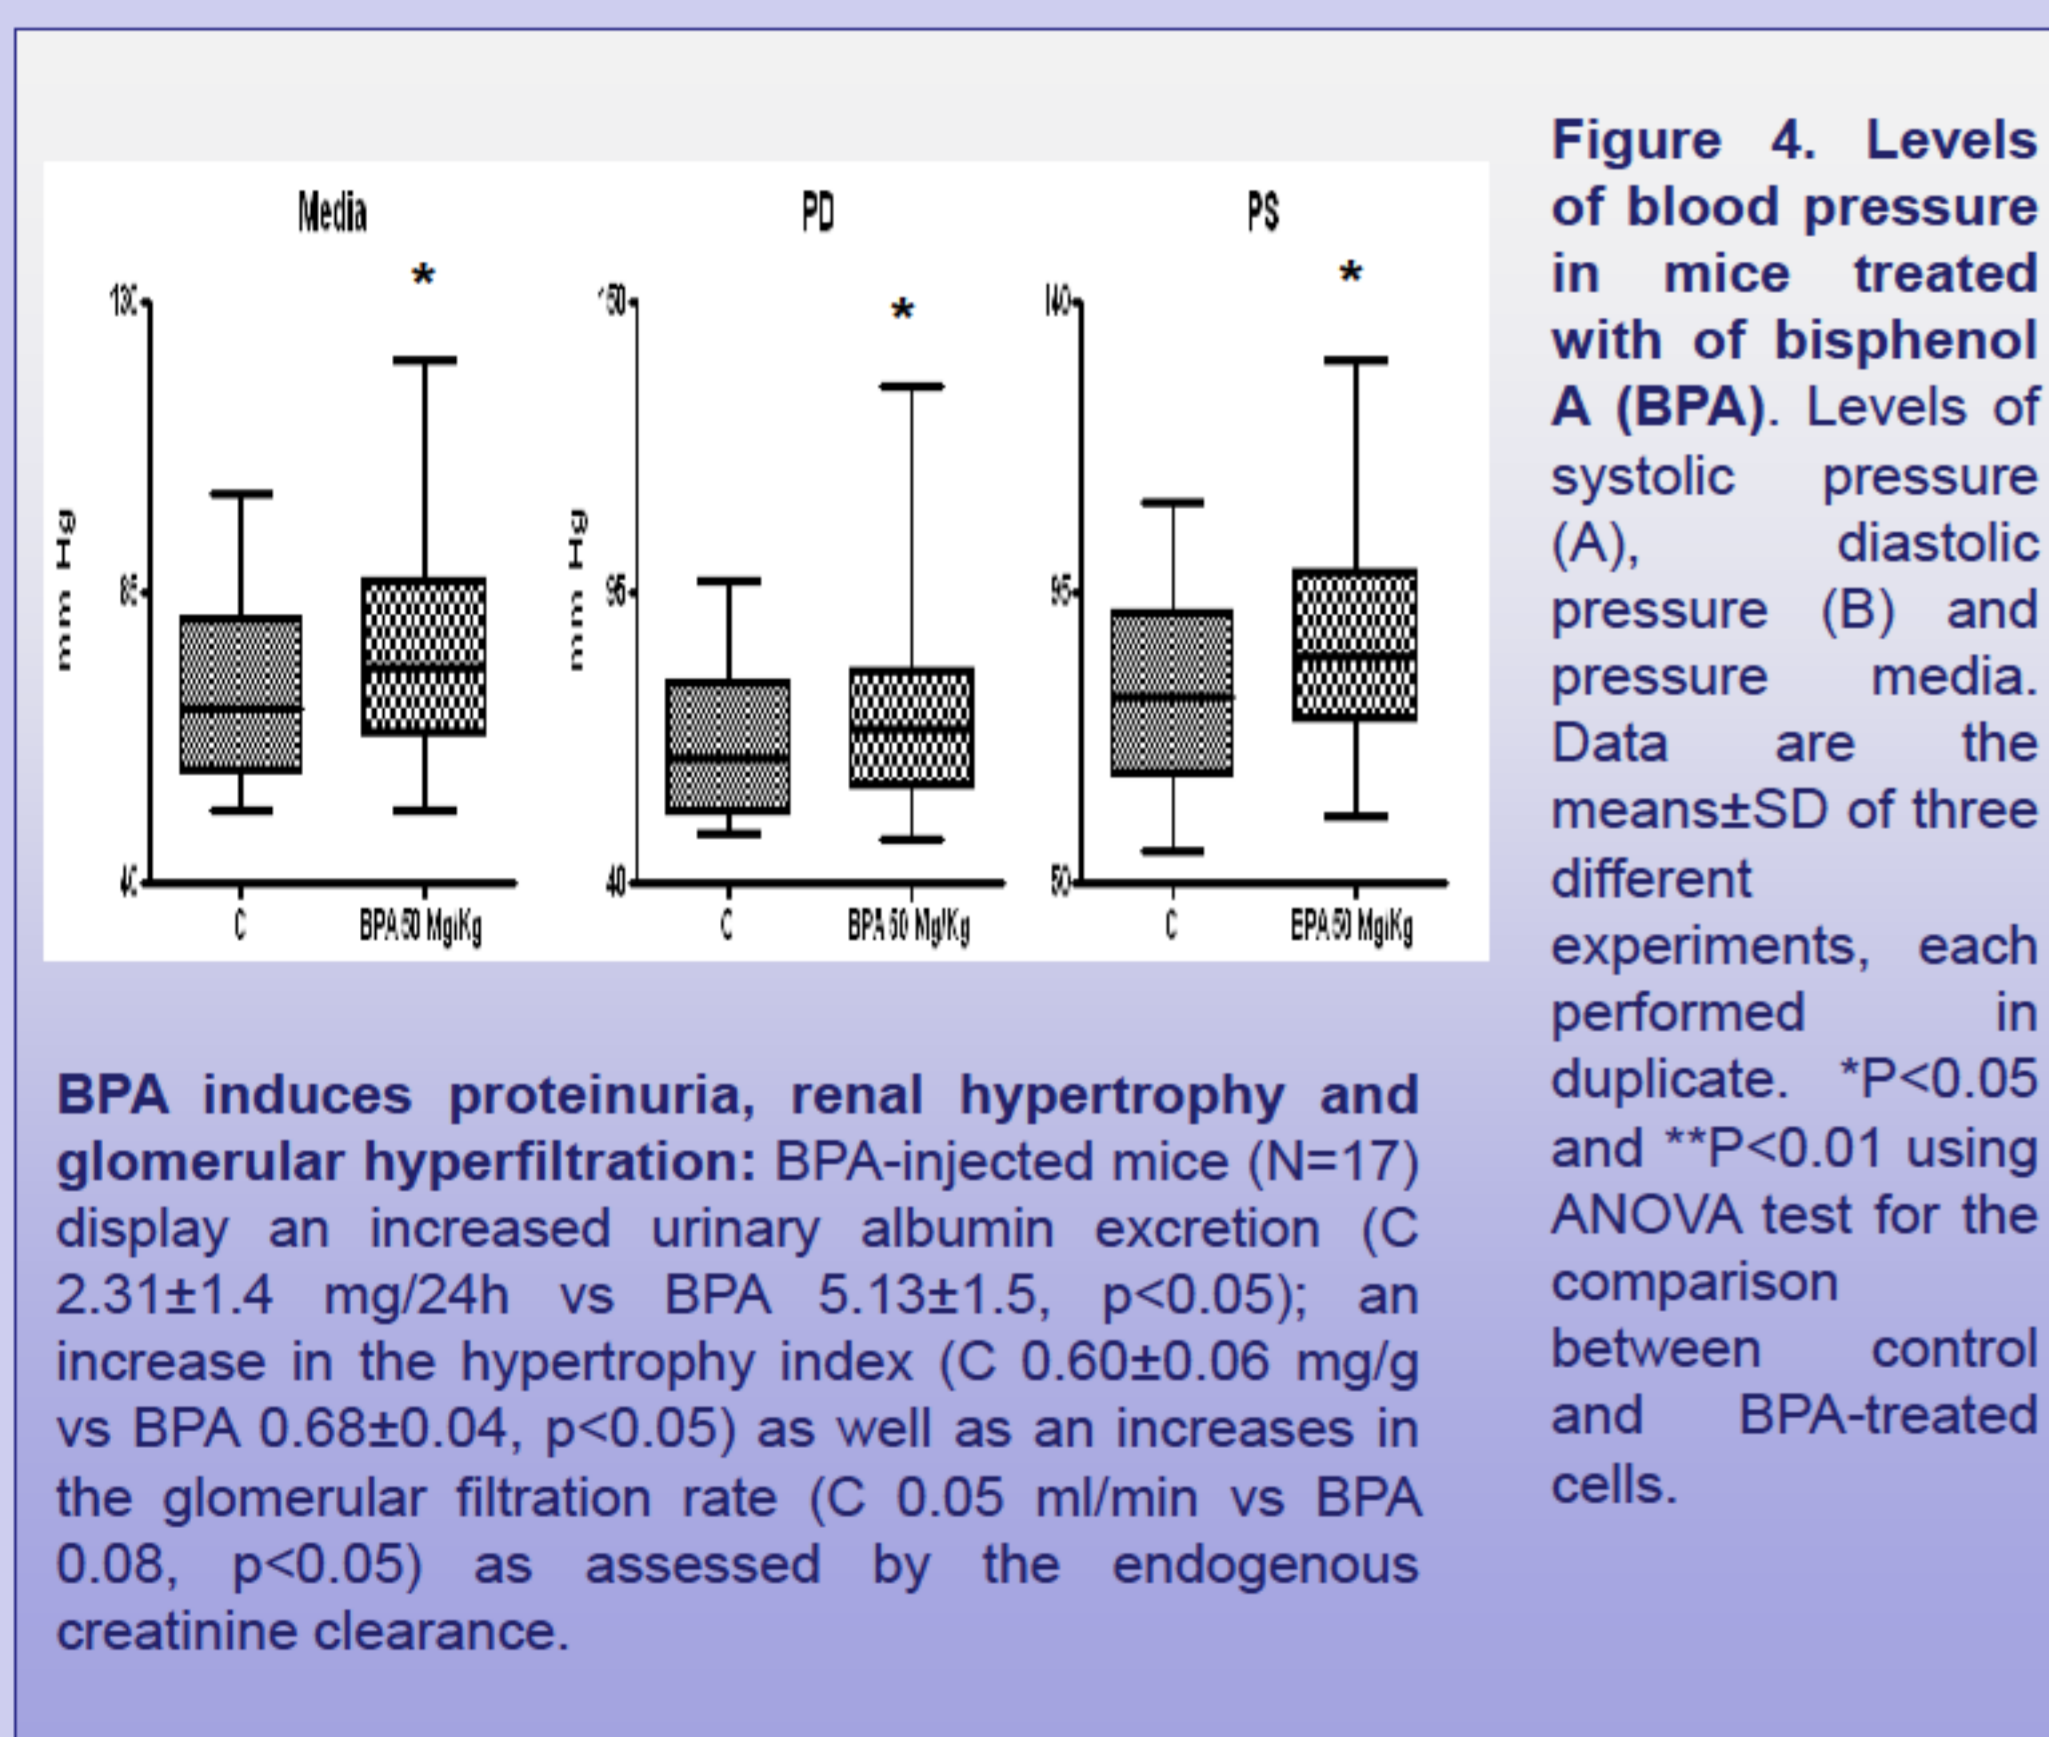 Media
PD
PS
*
*
*
130
150
140
mm Hg
85
mm Hg
95
95
40
40
50
C
BPA 50 Mg/Kg
C
BPA 50 Mg/Kg
C
BPA 50 Mg/Kg
Figure 4. Levels
of blood pressure
in mice treated
with of bisphenol
A (BPA). Levels of
systolic pressure
(A), diastolic
pressure (B) and
pressure media.
Data are the
means±SD of three
different
experiments, each
performed in
duplicate. *P<0.05
and **P<0.01 using
ANOVA test for the
comparison
between control
and BPA-treated
cells.
BPA induces proteinuria, renal hypertrophy and
glomerular hyperfiltration: BPA-injected mice (N=17)
display an increased urinary albumin excretion (C
2.31±1.4 mg/24h vs BPA 5.13±1.5, p<0.05); an
increase in the hypertrophy index (C 0.60±0.06 mg/g
vs BPA 0.68±0.04, p<0.05) as well as an increases in
the glomerular filtration rate (C 0.05 ml/min vs BPA
0.08, p<0.05) as assessed by the endogenous
creatinine clearance.